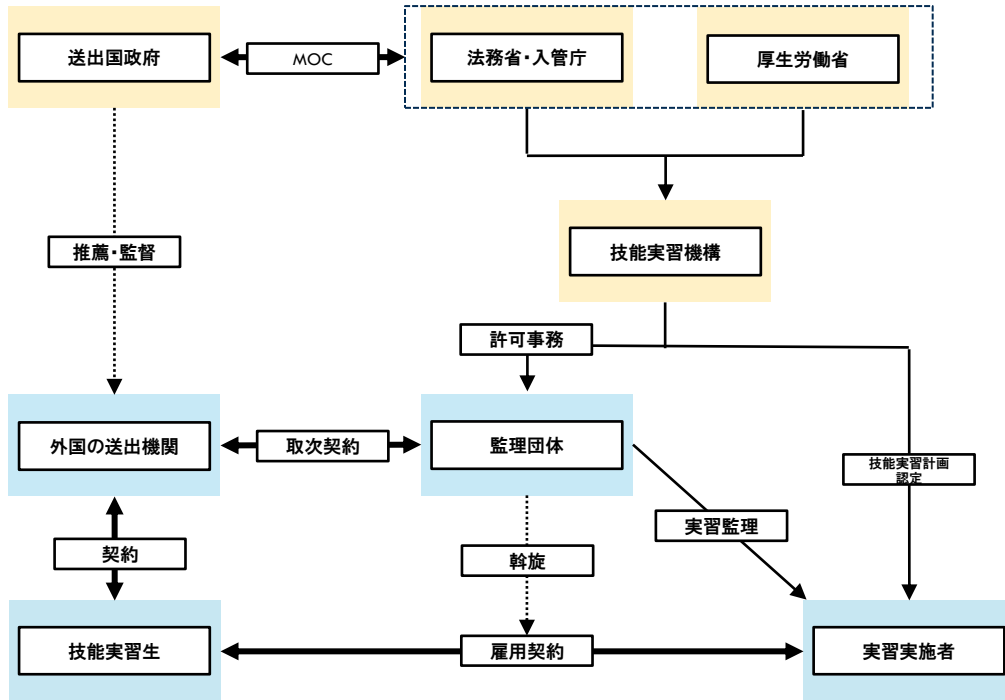 送出国政府
MOC
法務省・入管庁
厚生労働省
推薦・監督
技能実習機構
許可事務
外国の送出機関
取次契約
監理団体
技能実習計画
認定
実習監理
契約
斡旋
技能実習生
雇用契約
実習実施者